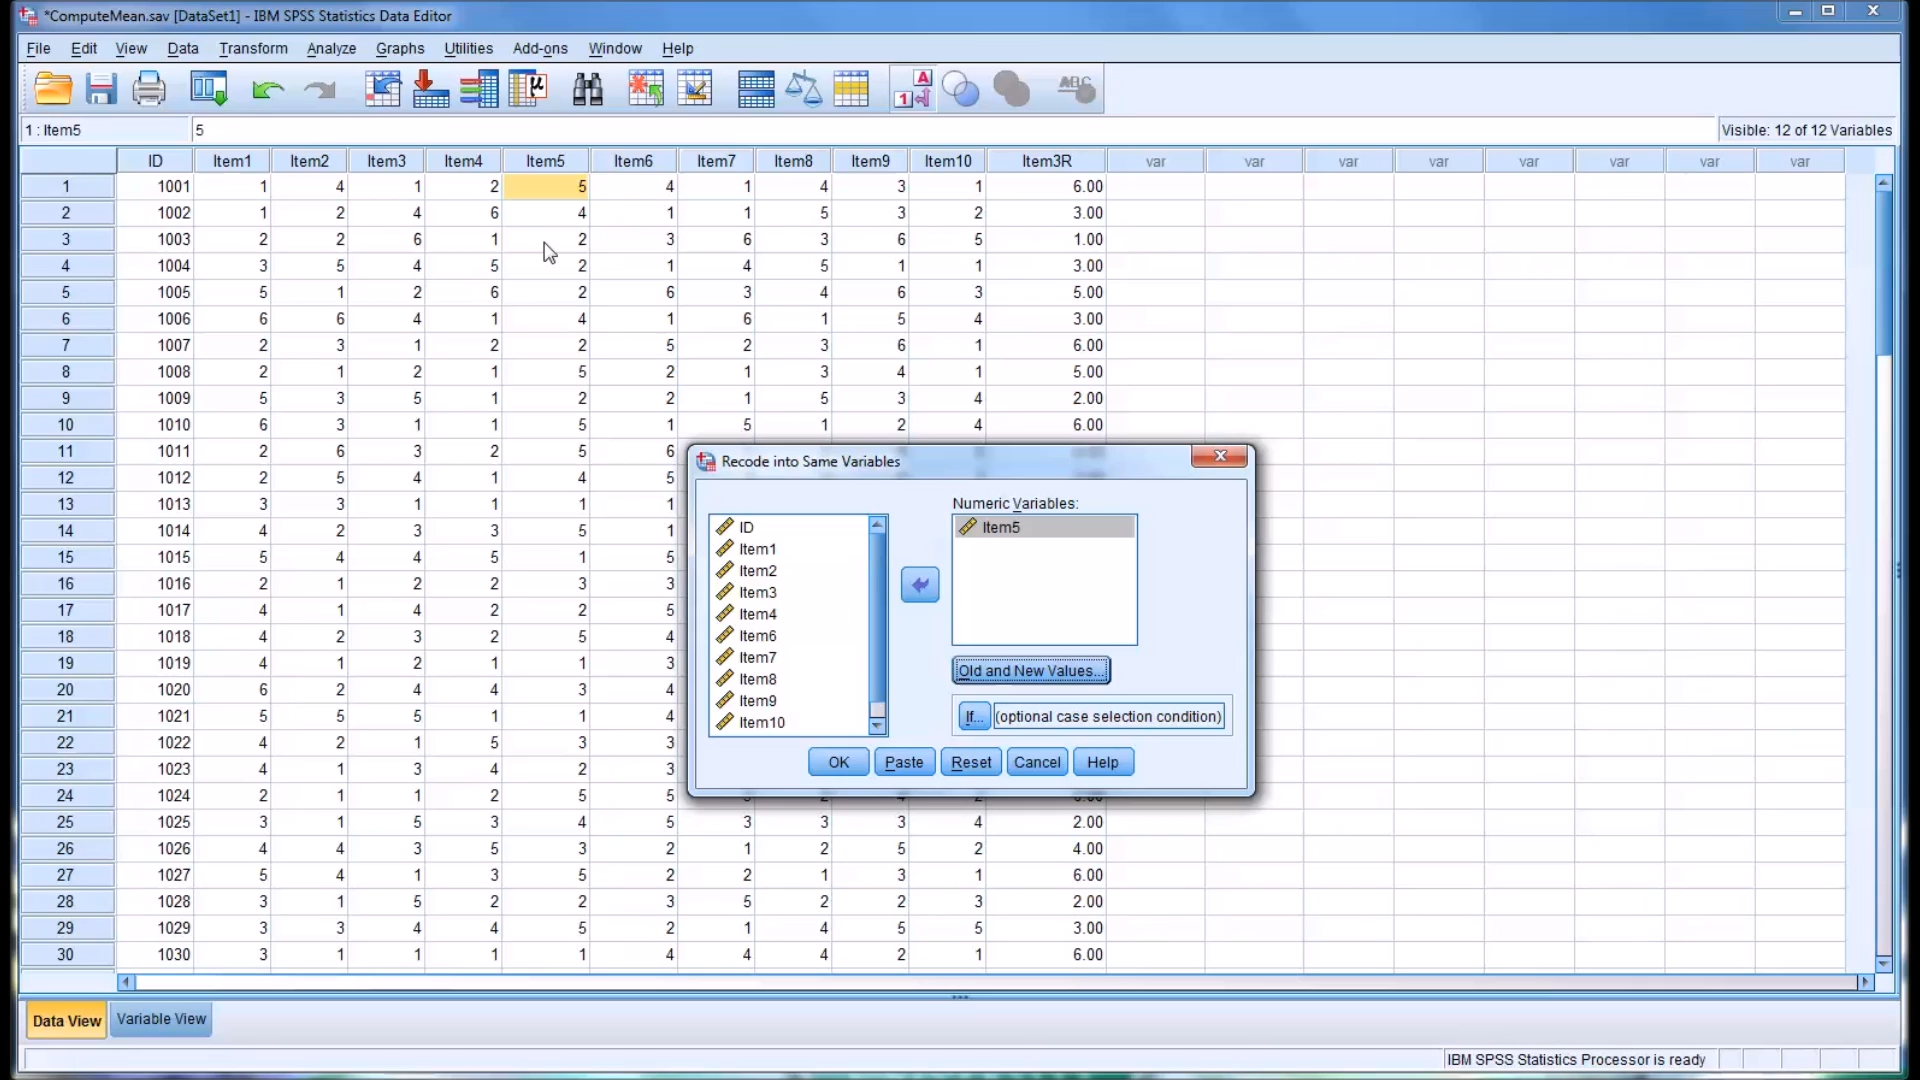 *ComputeMean.sav [DataSet1] - IBM SPSS Statistics Data Editor
File Edit View Data Transform Analyze Graphs Utilities Add-ons Window Help
1 : Item5 5 Visible: 12 of 12 Variables
ID Item1 Item2 Item3 Item4 Item5 Item6 Item7 Item8 Item9 Item10 Item3R var var var var var var var var
1 1001 1 4 1 2 5 4 1 4 3 1 6.00
2 1002 1 2 4 6 4 1 1 5 3 2 3.00
3 1003 2 2 6 1 2 3 6 3 6 5 1.00
4 1004 3 5 4 5 2 1 4 5 1 1 3.00
5 1005 5 1 2 6 2 6 3 4 6 3 5.00
6 1006 6 6 4 1 4 1 6 1 5 4 3.00
7 1007 2 3 1 2 2 5 2 3 6 1 6.00
8 1008 2 1 2 1 5 2 1 3 4 1 5.00
9 1009 5 3 5 1 2 2 1 5 3 4 2.00
10 1010 6 3 1 1 5 1 5 1 2 4 6.00
11 1011 2 6 3 2 5 6
12 1012 2 5 4 1 4 5
13 1013 3 3 1 1 1 1
14 1014 4 2 3 3 5 1
15 1015 5 4 4 5 1 5
16 1016 2 1 2 2 3 3
17 1017 4 1 4 2 2 5
18 1018 4 2 3 2 5 4
19 1019 4 1 2 1 1 3
20 1020 6 2 4 4 3 4
21 1021 5 5 5 1 1 4
22 1022 4 2 1 5 3 3
23 1023 4 1 3 4 2 3
24 1024 2 1 1 2 5 5
25 1025 3 1 5 3 4 5 3 3 3 4 2.00
26 1026 4 4 3 5 3 2 1 2 5 2 4.00
27 1027 5 4 1 3 5 2 2 1 3 1 6.00
28 1028 3 1 5 2 2 3 5 2 2 3 2.00
29 1029 3 3 4 4 5 2 1 4 5 5 3.00
30 1030 3 1 1 1 1 4 4 4 2 1 6.00
Recode into Same Variables
Numeric Variables:
ID
Item1
Item2
Item3
Item4
Item6
Item7
Item8
Item9
Item10
Item5
Old and New Values...
If... (optional case selection condition)
OK Paste Reset Cancel Help
Data View Variable View
IBM SPSS Statistics Processor is ready